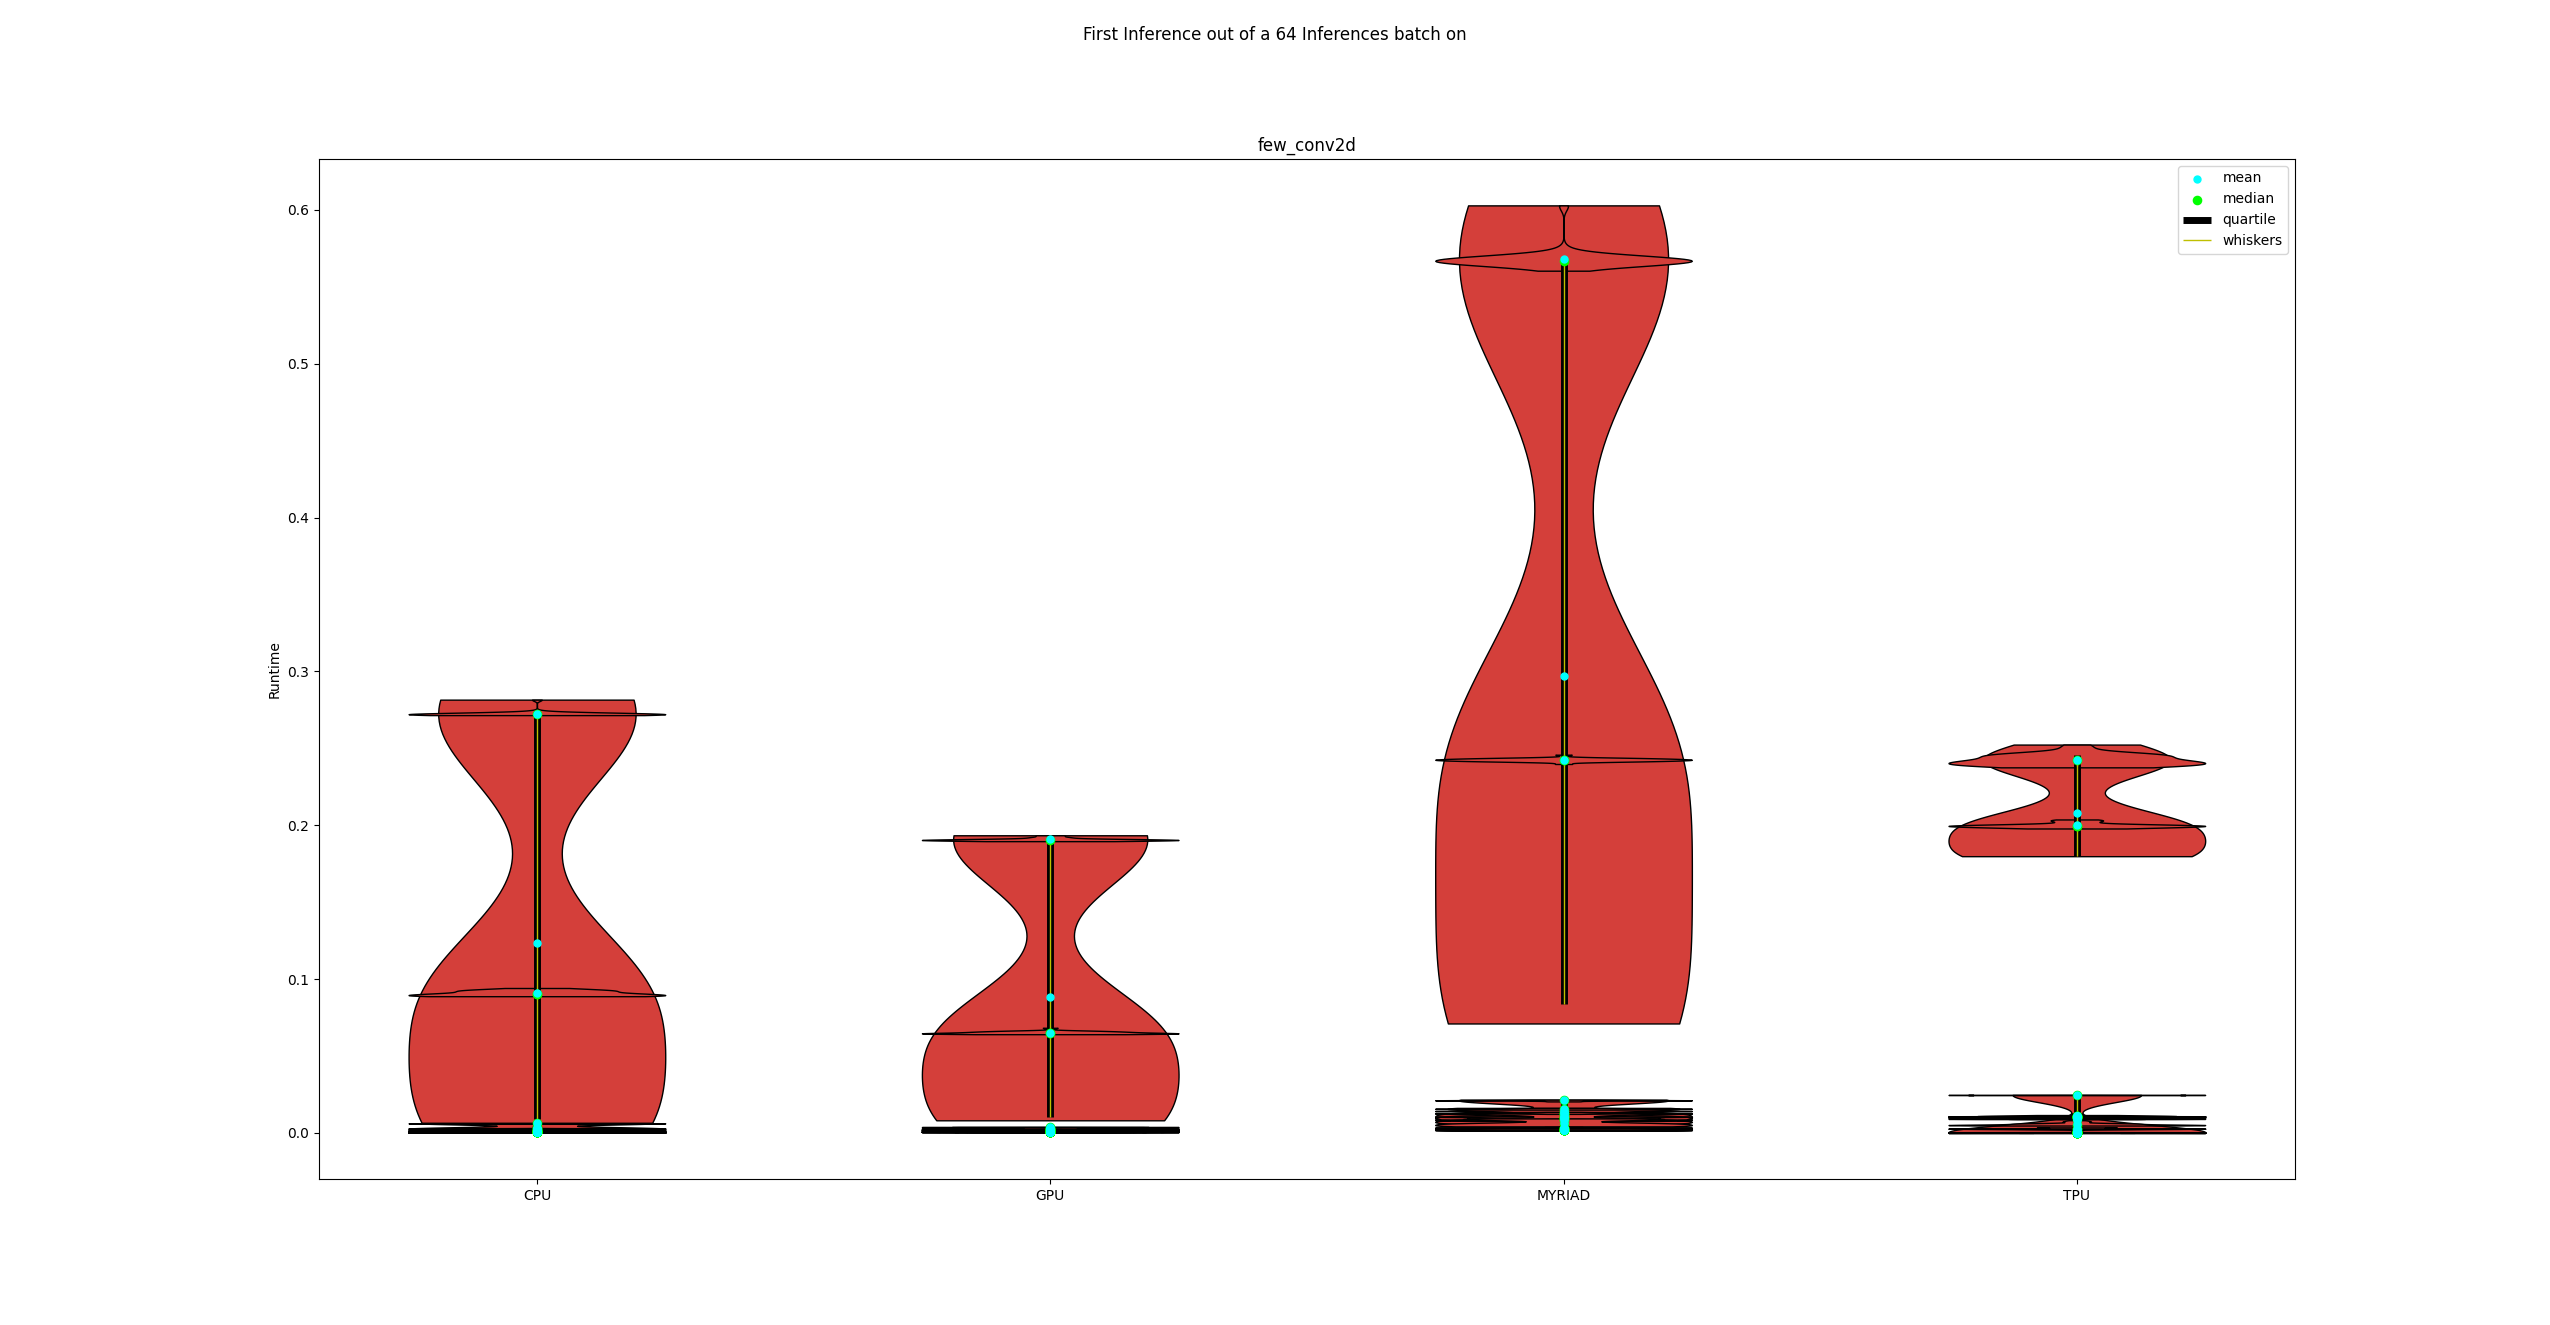 First Inference out of a 64 Inferences batch on
few_conv2d
mean
median
quartile
whiskers
0.6
0.5
0.4
0.3
0.2
0.1
0.0
Runtime
CPU
GPU
MYRIAD
TPU